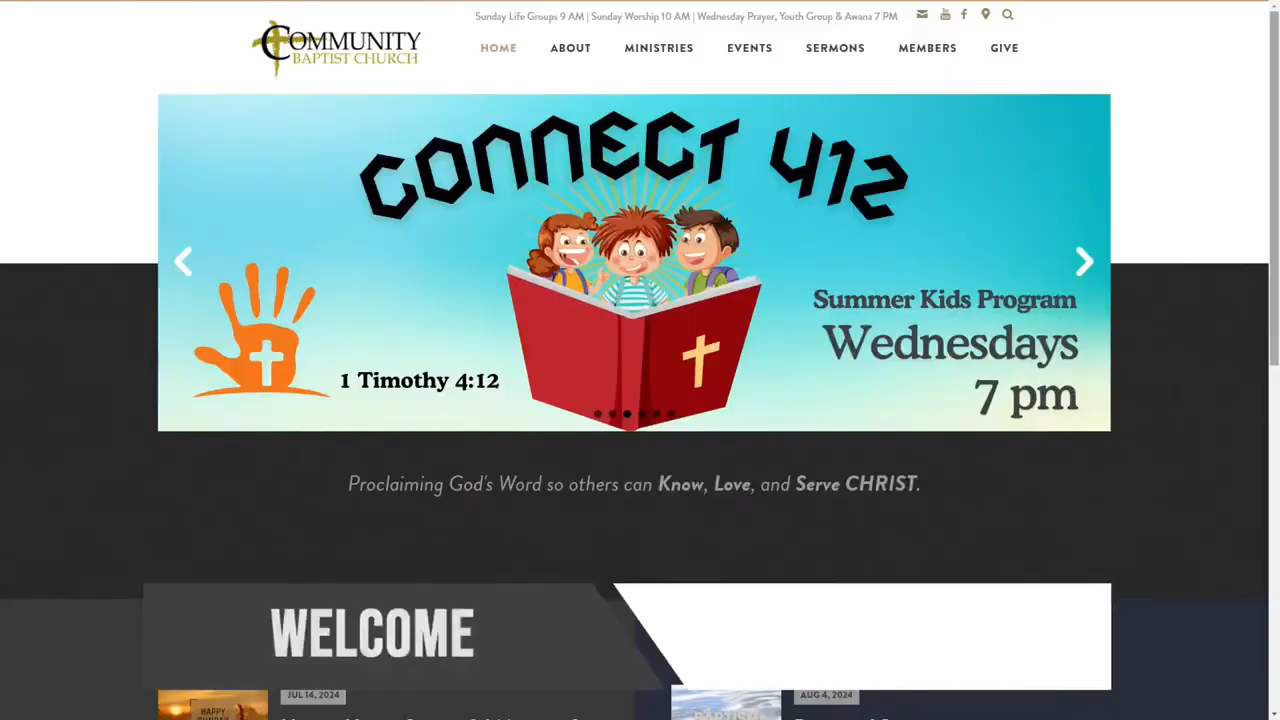 Sunday Life Groups 9 AM | Sunday Worship 10 AM | Wednesday Prayer, Youth Group & Awana 7 PM
COMMUNITY
BAPTIST CHURCH
HOME ABOUT MINISTRIES EVENTS SERMONS MEMBERS GIVE
CONNECT 412
Summer Kids Program
Wednesdays
7 pm
1 Timothy 4:12
Proclaiming God's Word so others can Know, Love, and Serve CHRIST.
WELCOME
JUL 14, 2024
AUG 4, 2024
HAPPY